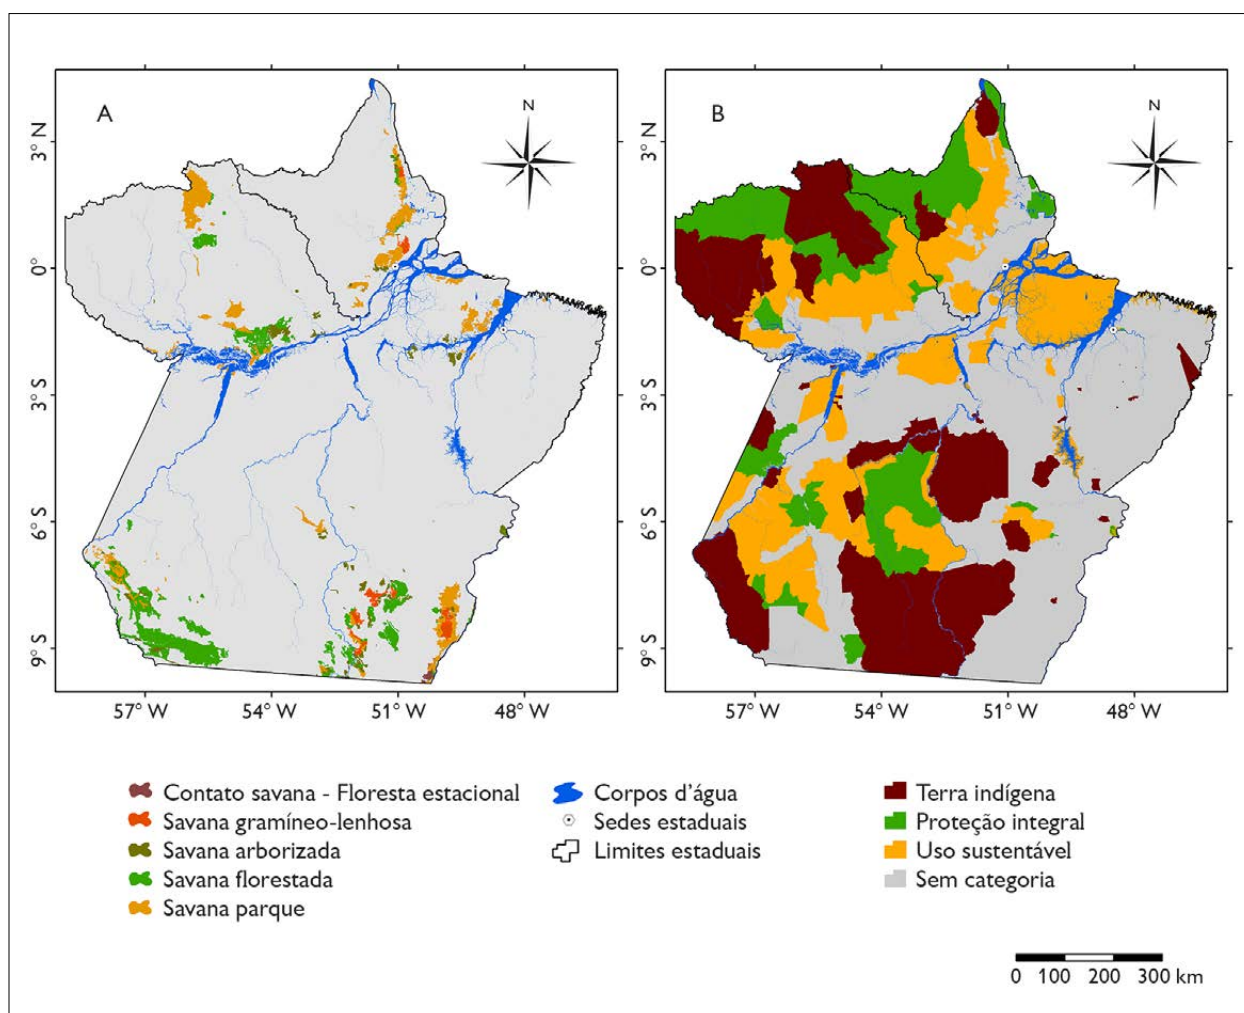 A
N
B
N
3° N
0°
3° S
6° S
9° S
3° N
0°
3° S
6° S
9° S
57° W
54° W
51° W
48° W
57° W
54° W
51° W
48° W
Contato savana - Floresta estacional
Savana gramíneo-lenhosa
Savana arborizada
Savana florestada
Savana parque
Corpos d'água
Sedes estaduais
Limites estaduais
Terra indígena
Proteção integral
Uso sustentável
Sem categoria
0 100 200 300 km